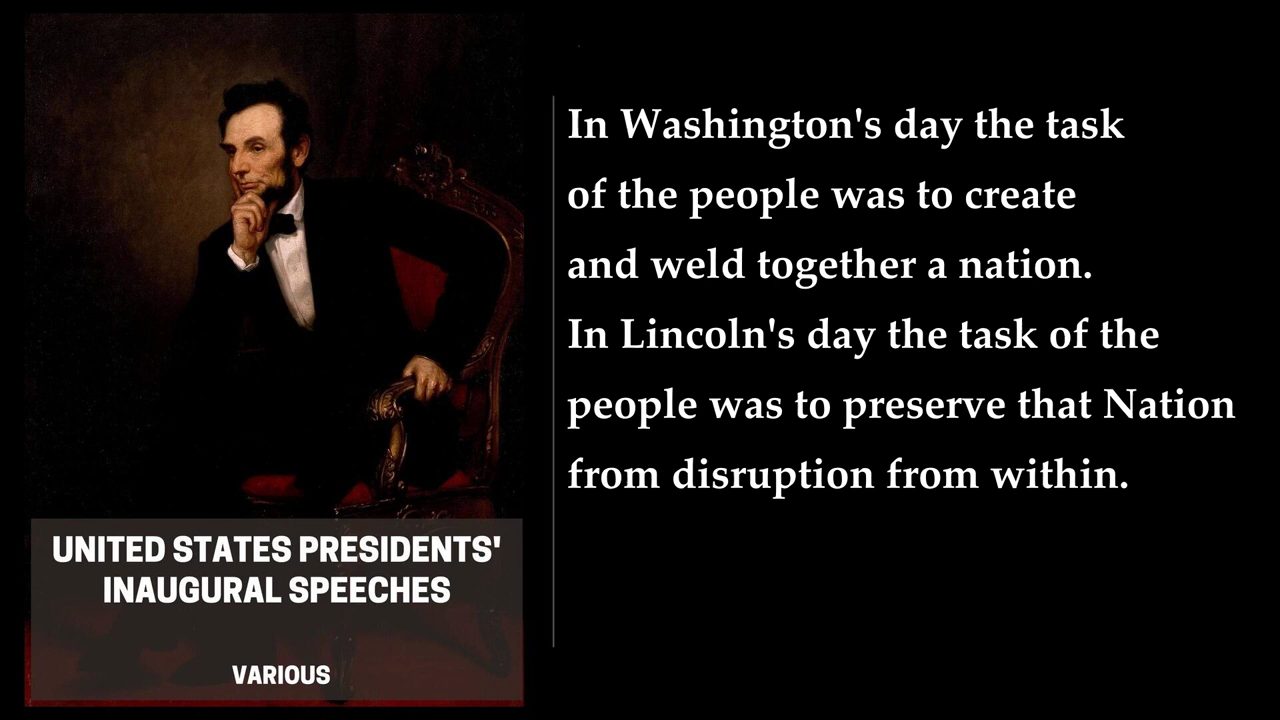 In Washington's day the task
of the people was to create
and weld together a nation.
In Lincoln's day the task of the
people was to preserve that Nation
from disruption from within.
UNITED STATES PRESIDENTS'
INAUGURAL SPEECHES
VARIOUS